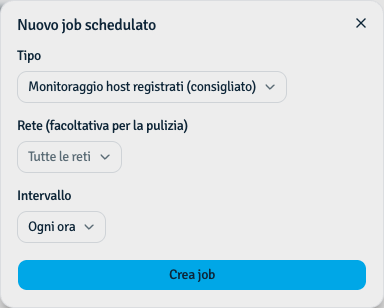 Nuovo job schedulato
Tipo
Monitoraggio host registrati (consigliato)
Rete (facoltativa per la pulizia)
Tutte le reti
Intervallo
Ogni ora
Crea job